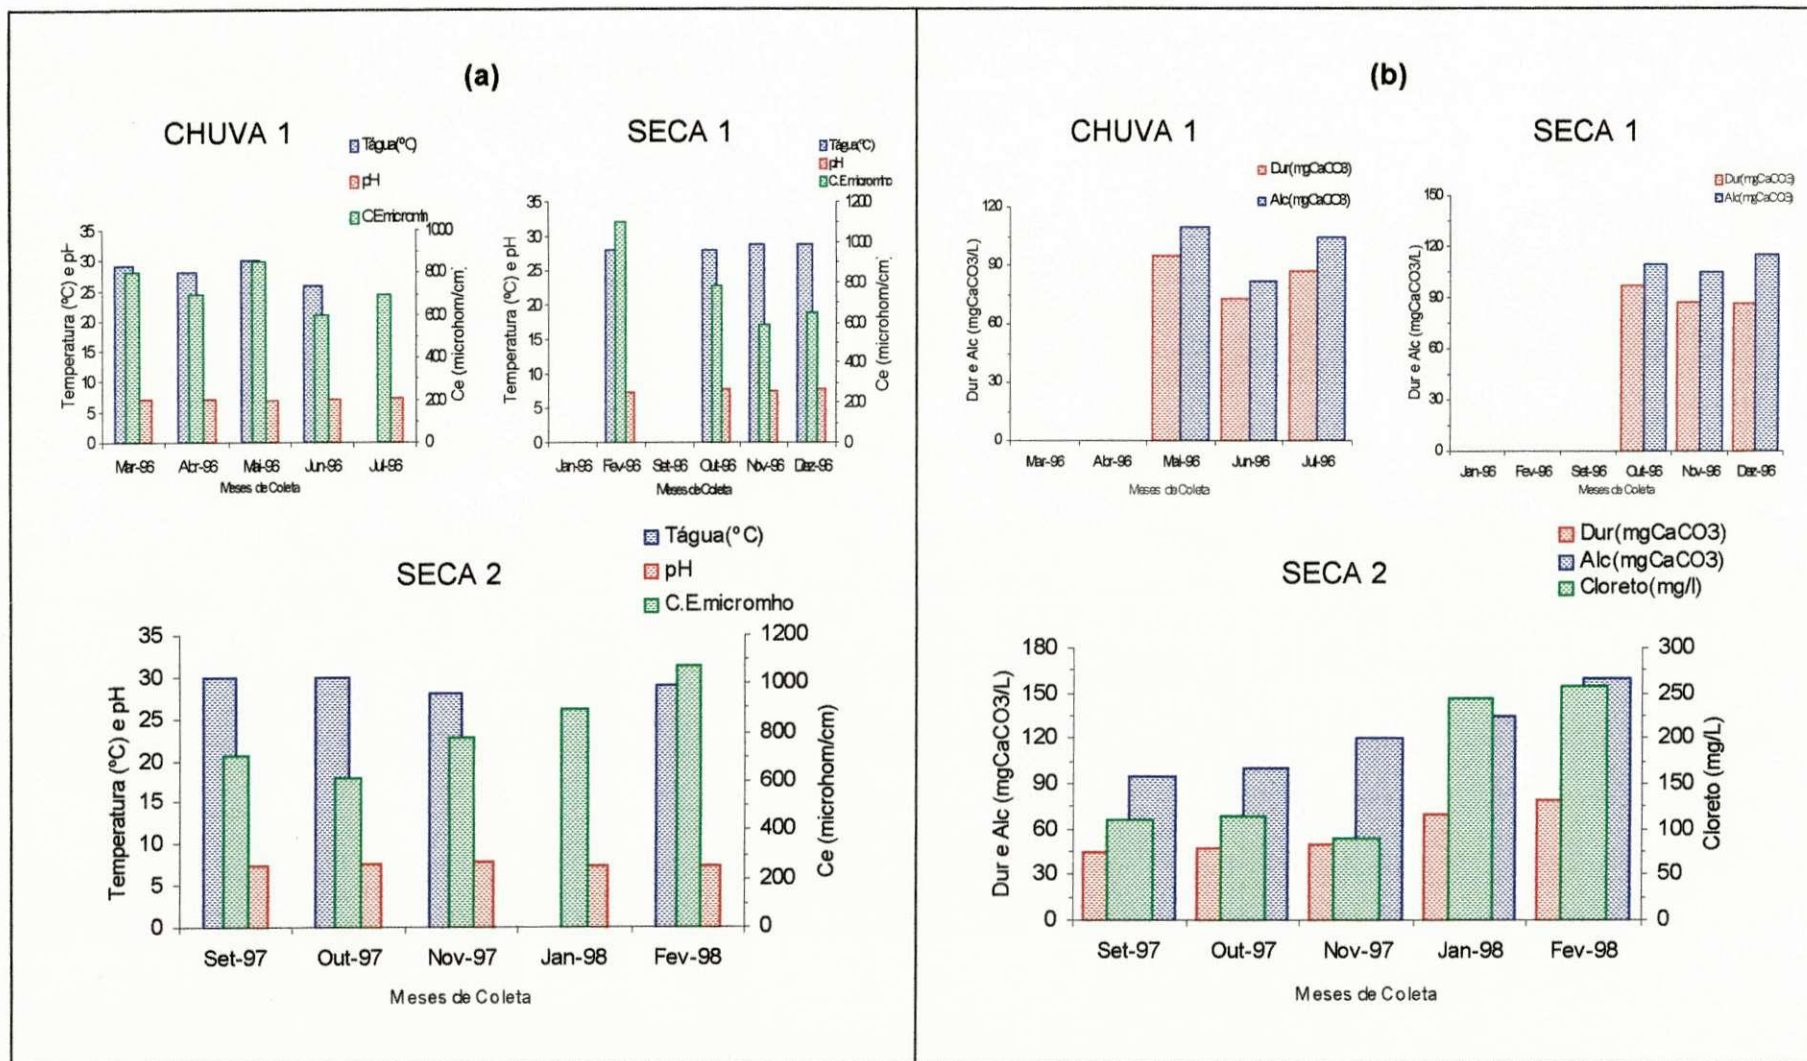 (a)
CHUVA 1
Tágua(ºC)
pH
C.E.micromh
Temperatura (ºC) e pH
35
30
25
20
15
10
5
0
1000
800
600
400
200
0
Ce (microhom/cm)
Mar-96 Abr-96 Mai-96 Jun-96 Jul-96
Meses de Coleta
SECA 1
Tágua(ºC)
pH
C.E.micromho
Temperatura (ºC) e pH
35
30
25
20
15
10
5
0
1200
1000
800
600
400
200
0
Ce (microhom/cm)
Jan-96 Fev-96 Set-96 Out-96 Nov-96 Dez-96
Meses de Coleta
SECA 2
Tágua(ºC)
pH
C.E.micromho
Temperatura (ºC) e pH
35
30
25
20
15
10
5
0
1200
1000
800
600
400
200
0
Ce (microhom/cm)
Set-97 Out-97 Nov-97 Jan-98 Fev-98
Meses de Coleta
(b)
CHUVA 1
Dur(mgCaCO3)
Alc(mgCaCO3)
Dur e Alc (mgCaCO3/L)
120
90
60
30
0
Mar-96 Abr-96 Mai-96 Jun-96 Jul-96
Meses de Coleta
SECA 1
Dur(mgCaCO3)
Alc(mgCaCO3)
Dur e Alc (mgCaCO3/L)
150
120
90
60
30
0
Jan-96 Fev-96 Set-96 Out-96 Nov-96 Dez-96
Meses de Coleta
SECA 2
Dur(mgCaCO3)
Alc(mgCaCO3)
Cloreto(mg/l)
Dur e Alc (mgCaCO3/L)
180
150
120
90
60
30
0
300
250
200
150
100
50
0
Cloreto (mg/L)
Set-97 Out-97 Nov-97 Jan-98 Fev-98
Meses de Coleta